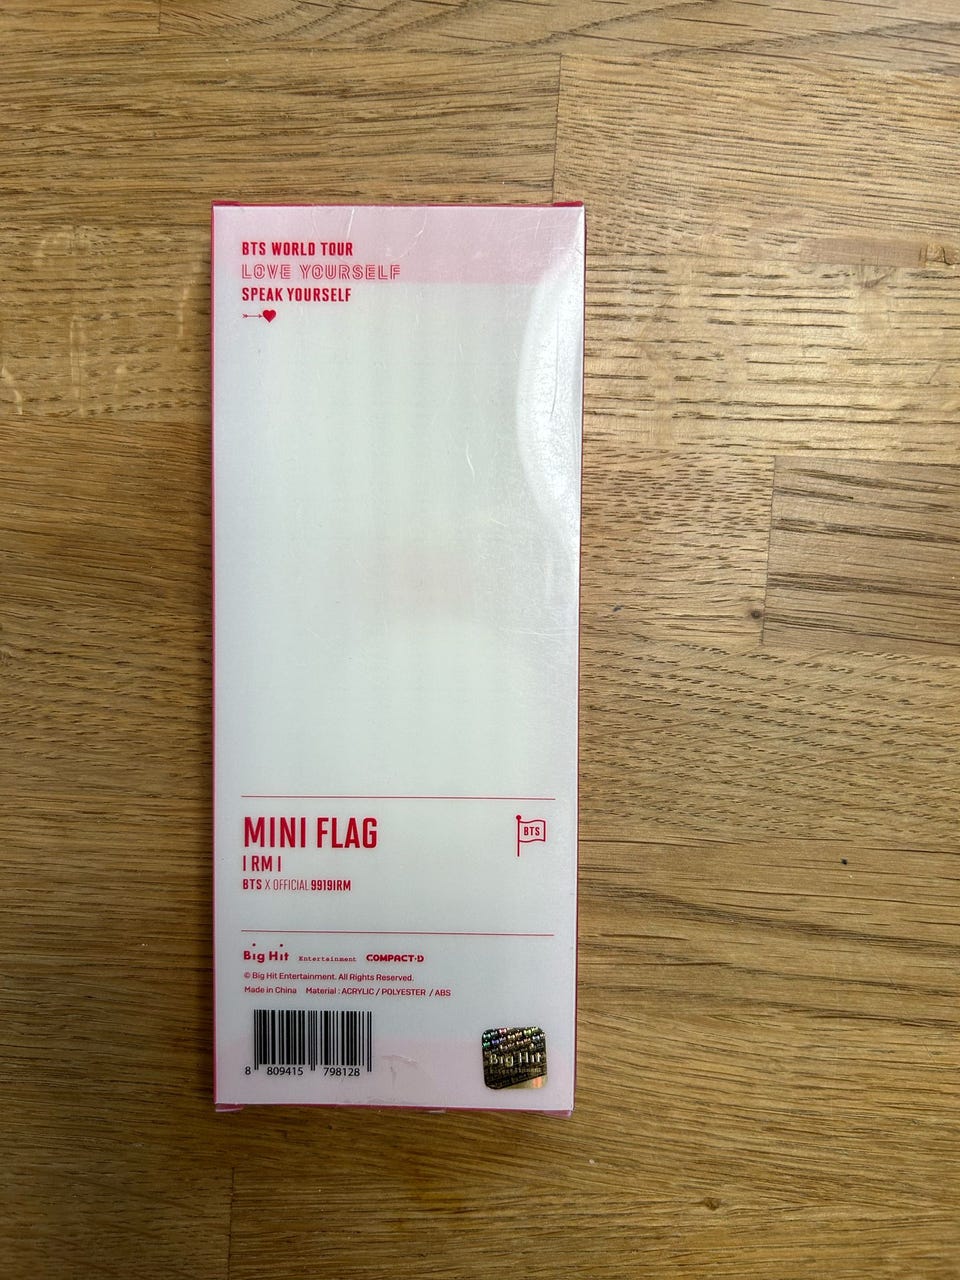 BTS WORLD TOUR
LOVE YOURSELF
SPEAK YOURSELF
MINI FLAG
BTS
I RM I
BTS X OFFICIAL 9919IRM
Big Hit Entertainment COMPACT·D
© Big Hit Entertainment. All Rights Reserved.
Made in China Material : ACRYLIC / POLYESTER / ABS
8 809415 798128
Big Hit
Entertainment